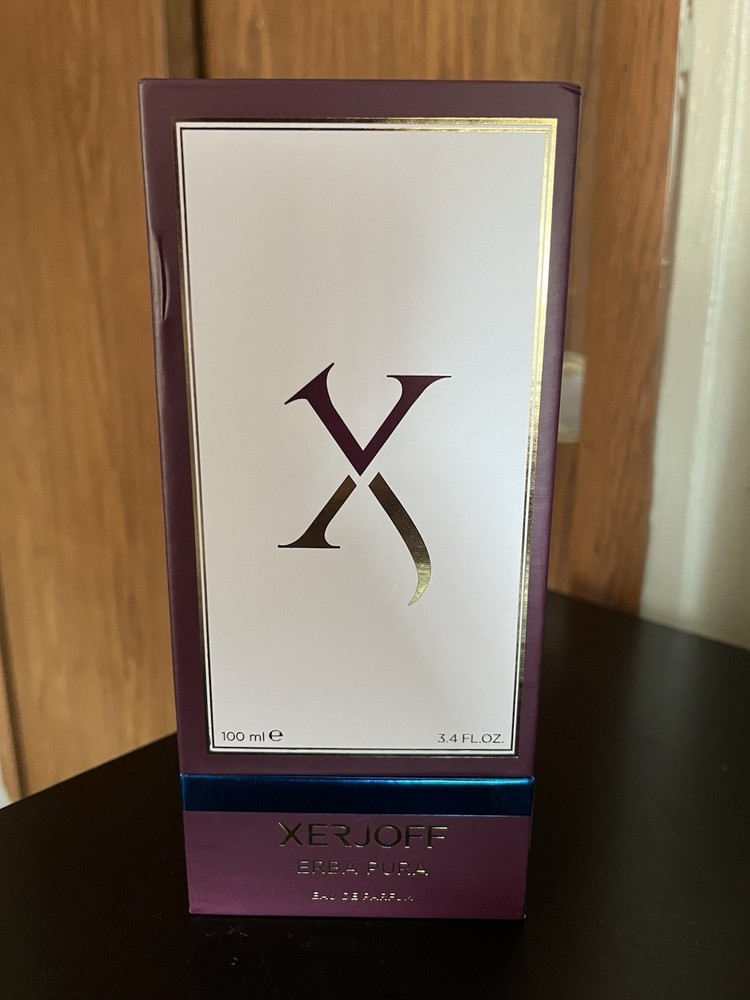 X
100 ml ℮
3.4 FL.OZ.
XERJOFF
ERBA PURA
EAU DE PARFUM